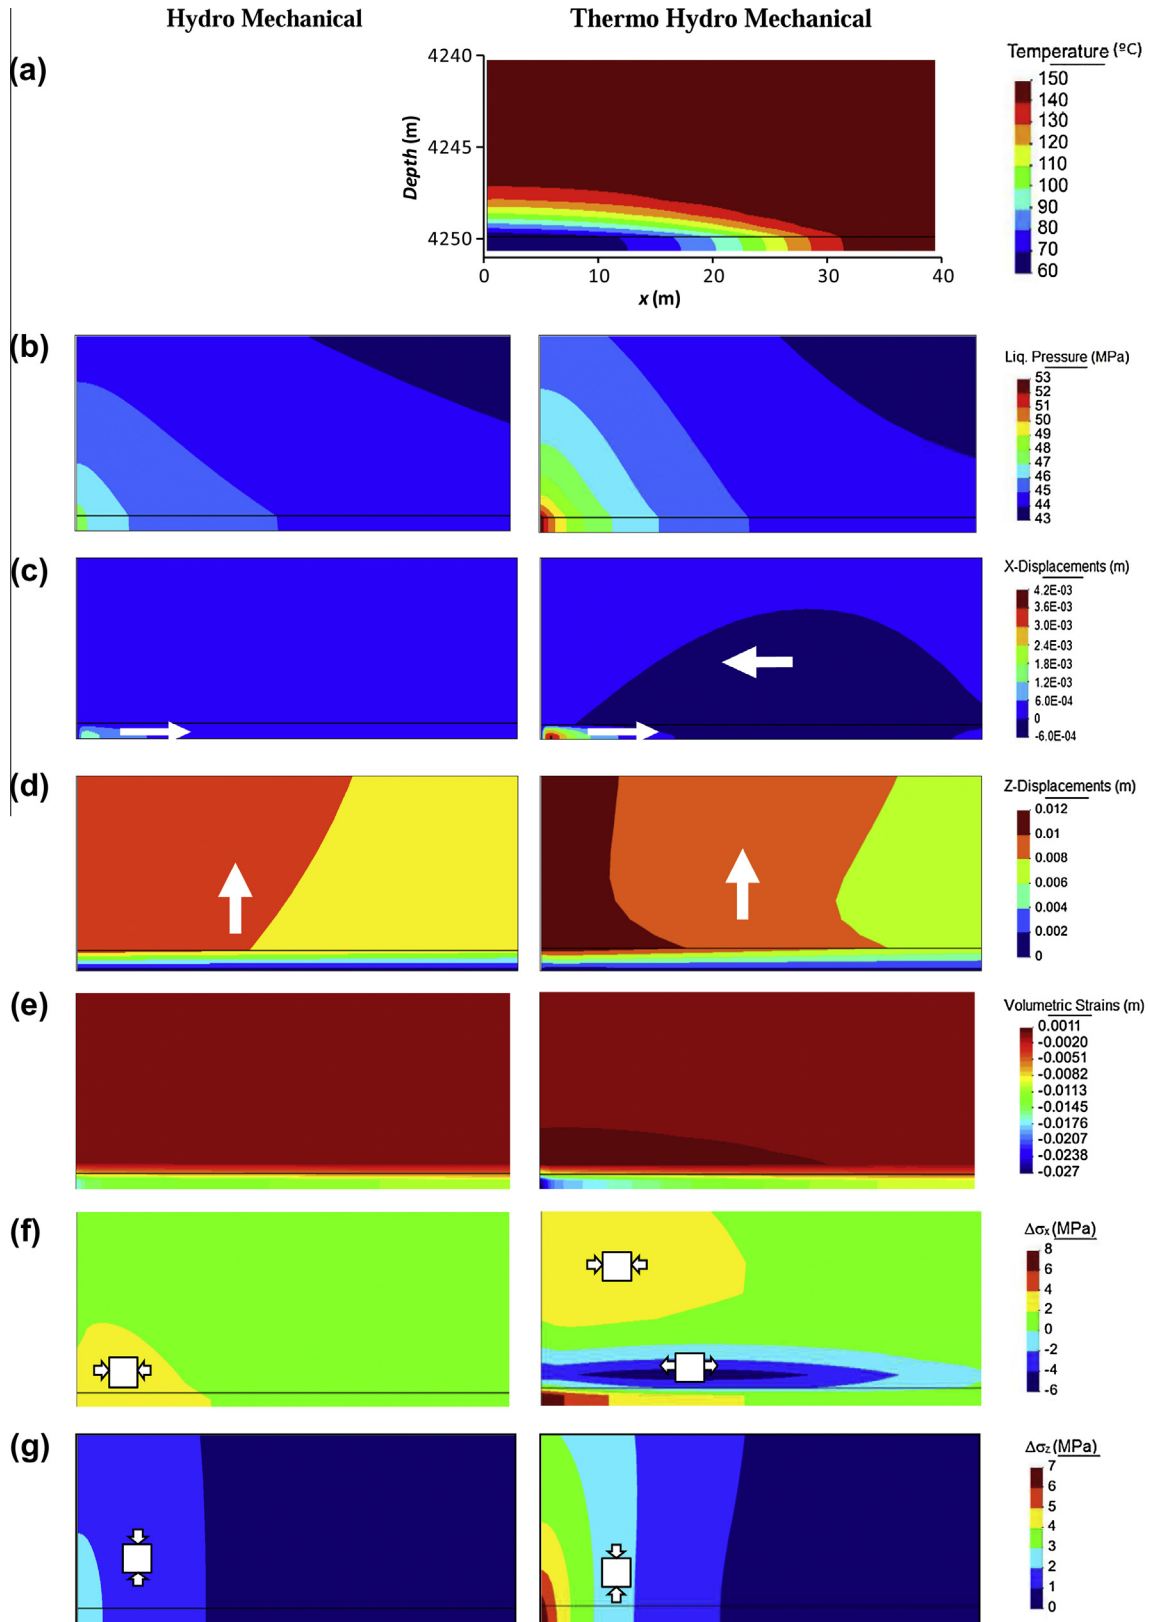 Hydro Mechanical
Thermo Hydro Mechanical
(a)
4240
4245
4250
Depth (m)
0
10
20
30
40
x (m)
Temperature (ºC)
150
140
130
120
110
100
90
80
70
60
(b)
Liq. Pressure (MPa)
53
52
51
50
49
48
47
46
45
44
43
(c)
X-Displacements (m)
4.2E-03
3.6E-03
3.0E-03
2.4E-03
1.8E-03
1.2E-03
6.0E-04
0
-6.0E-04
(d)
Z-Displacements (m)
0.012
0.01
0.008
0.006
0.004
0.002
0
(e)
Volumetric Strains (m)
0.0011
-0.0020
-0.0051
-0.0082
-0.0113
-0.0145
-0.0176
-0.0207
-0.0238
-0.027
(f)
Δσx (MPa)
8
6
4
2
0
-2
-4
-6
(g)
Δσz (MPa)
7
6
5
4
3
2
1
0